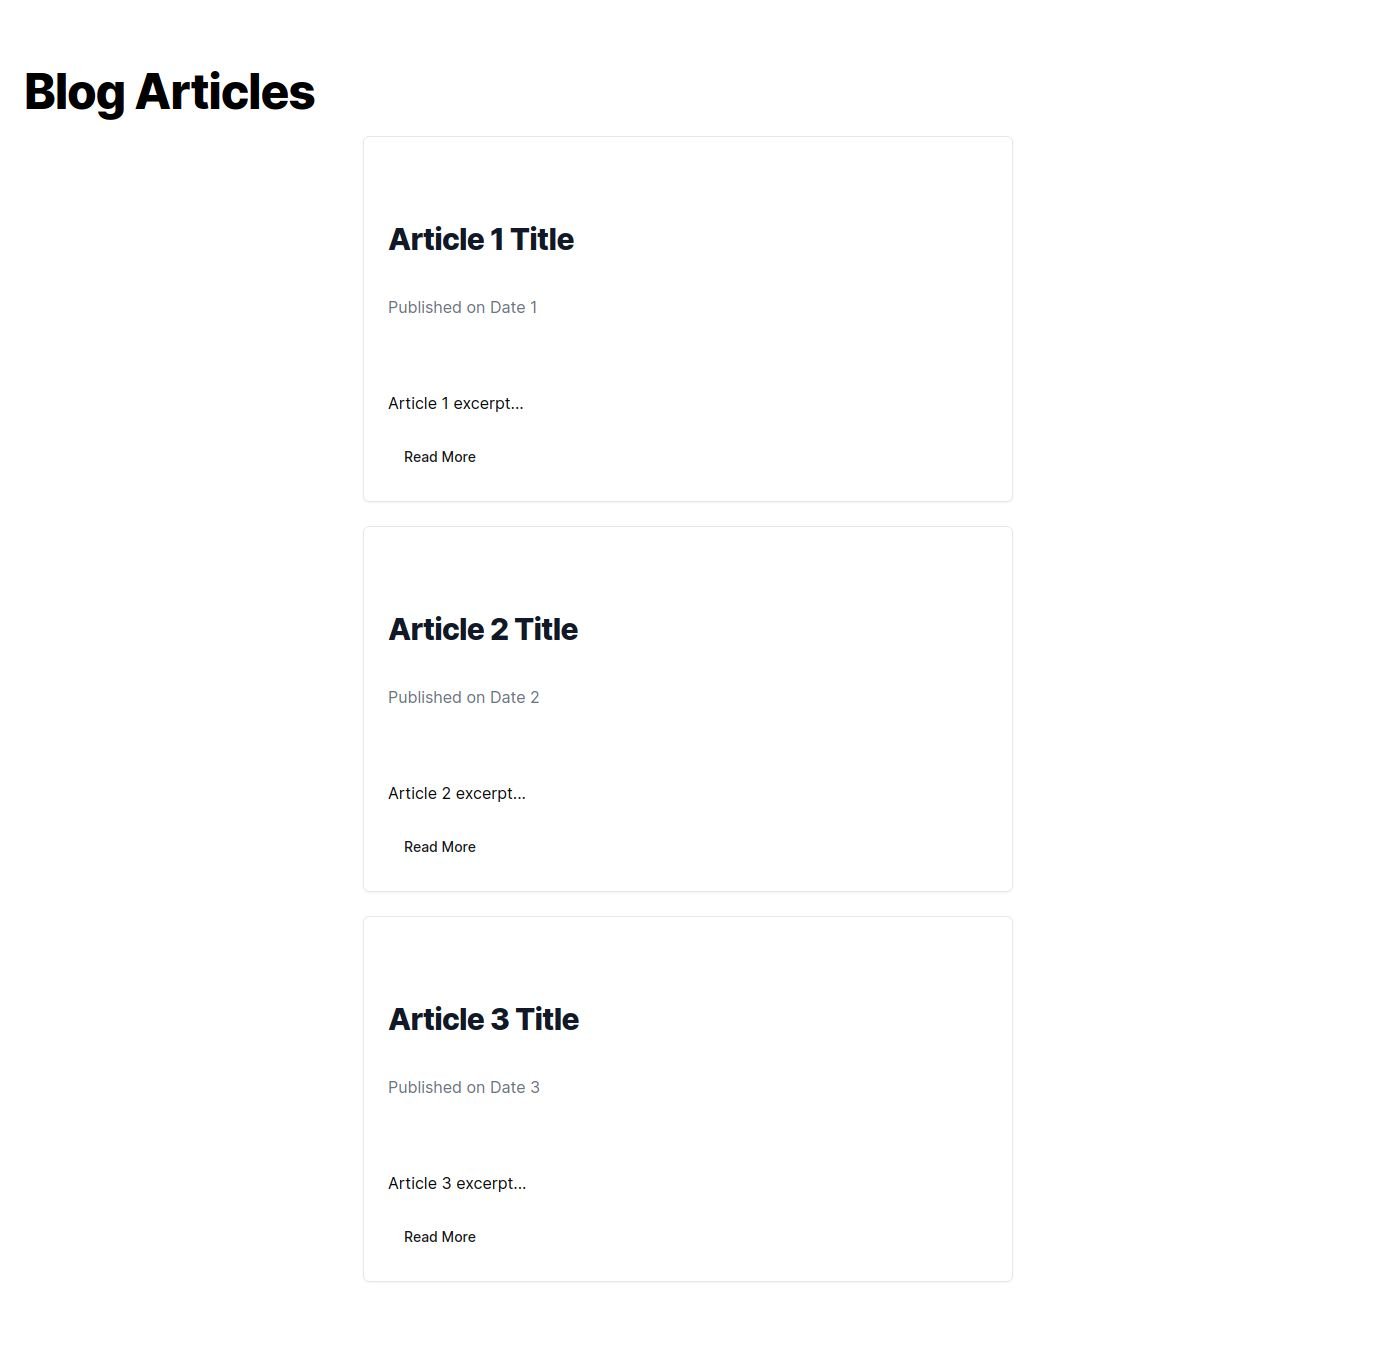 Blog Articles
Article 1 Title
Published on Date 1
Article 1 excerpt...
Read More
Article 2 Title
Published on Date 2
Article 2 excerpt...
Read More
Article 3 Title
Published on Date 3
Article 3 excerpt...
Read More